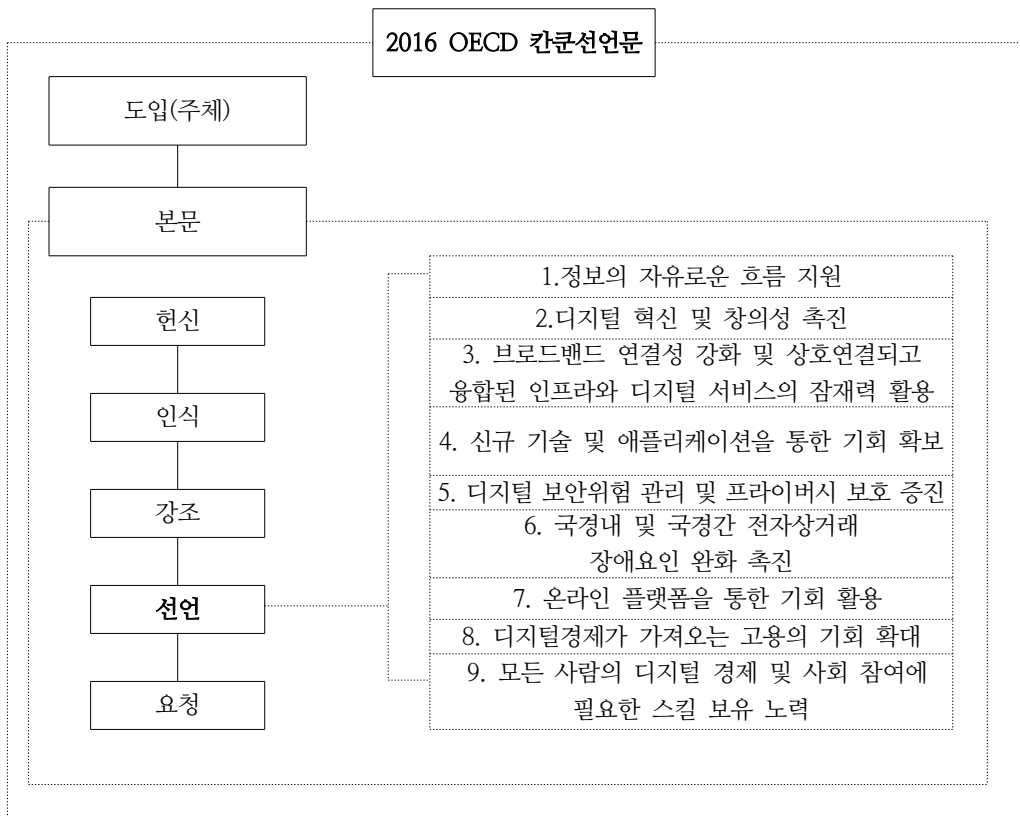 2016 OECD 칸쿤선언문
도입(주체)
본문
헌신
인식
강조
선언
요청
1.정보의 자유로운 흐름 지원
2.디지털 혁신 및 창의성 촉진
3. 브로드밴드 연결성 강화 및 상호연결되고
융합된 인프라와 디지털 서비스의 잠재력 활용
4. 신규 기술 및 애플리케이션을 통한 기회 확보
5. 디지털 보안위험 관리 및 프라이버시 보호 증진
6. 국경내 및 국경간 전자상거래
장애요인 완화 촉진
7. 온라인 플랫폼을 통한 기회 활용
8. 디지털경제가 가져오는 고용의 기회 확대
9. 모든 사람의 디지털 경제 및 사회 참여에
필요한 스킬 보유 노력